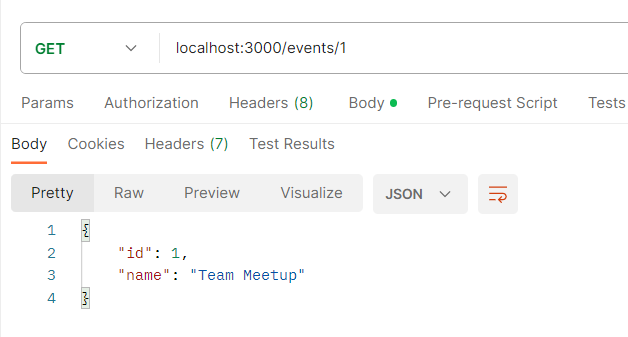 GET localhost:3000/events/1
Params Authorization Headers (8) Body Pre-request Script Tests
Body Cookies Headers (7) Test Results
Pretty Raw Preview Visualize JSON
1 {
2 "id": 1,
3 "name": "Team Meetup"
4 }